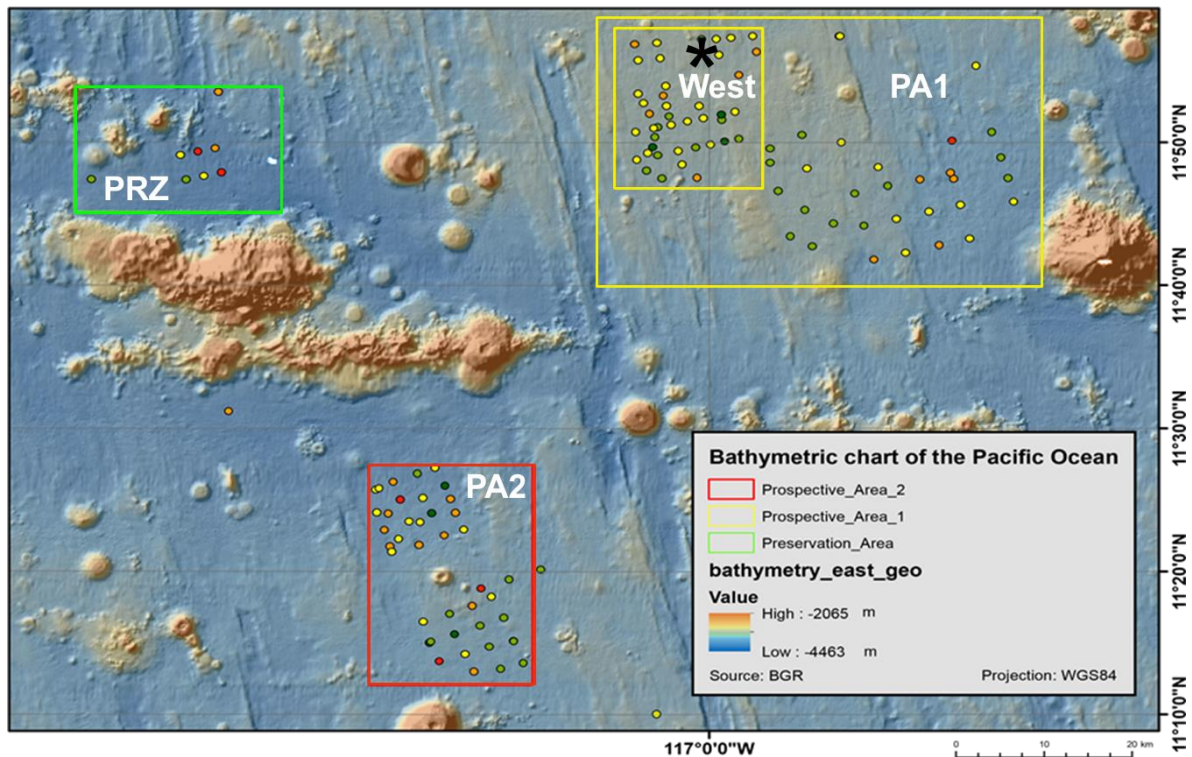 *
West
PA1
PRZ
PA2
11°50'0"N
11°40'0"N
11°30'0"N
11°20'0"N
11°10'0"N
Bathymetric chart of the Pacific Ocean
Prospective_Area_2
Prospective_Area_1
Preservation_Area
bathymetry_east_geo
Value
High : -2065 m
Low : -4463 m
Source: BGR Projection: WGS84
117°0'0"W
0 10 20 km